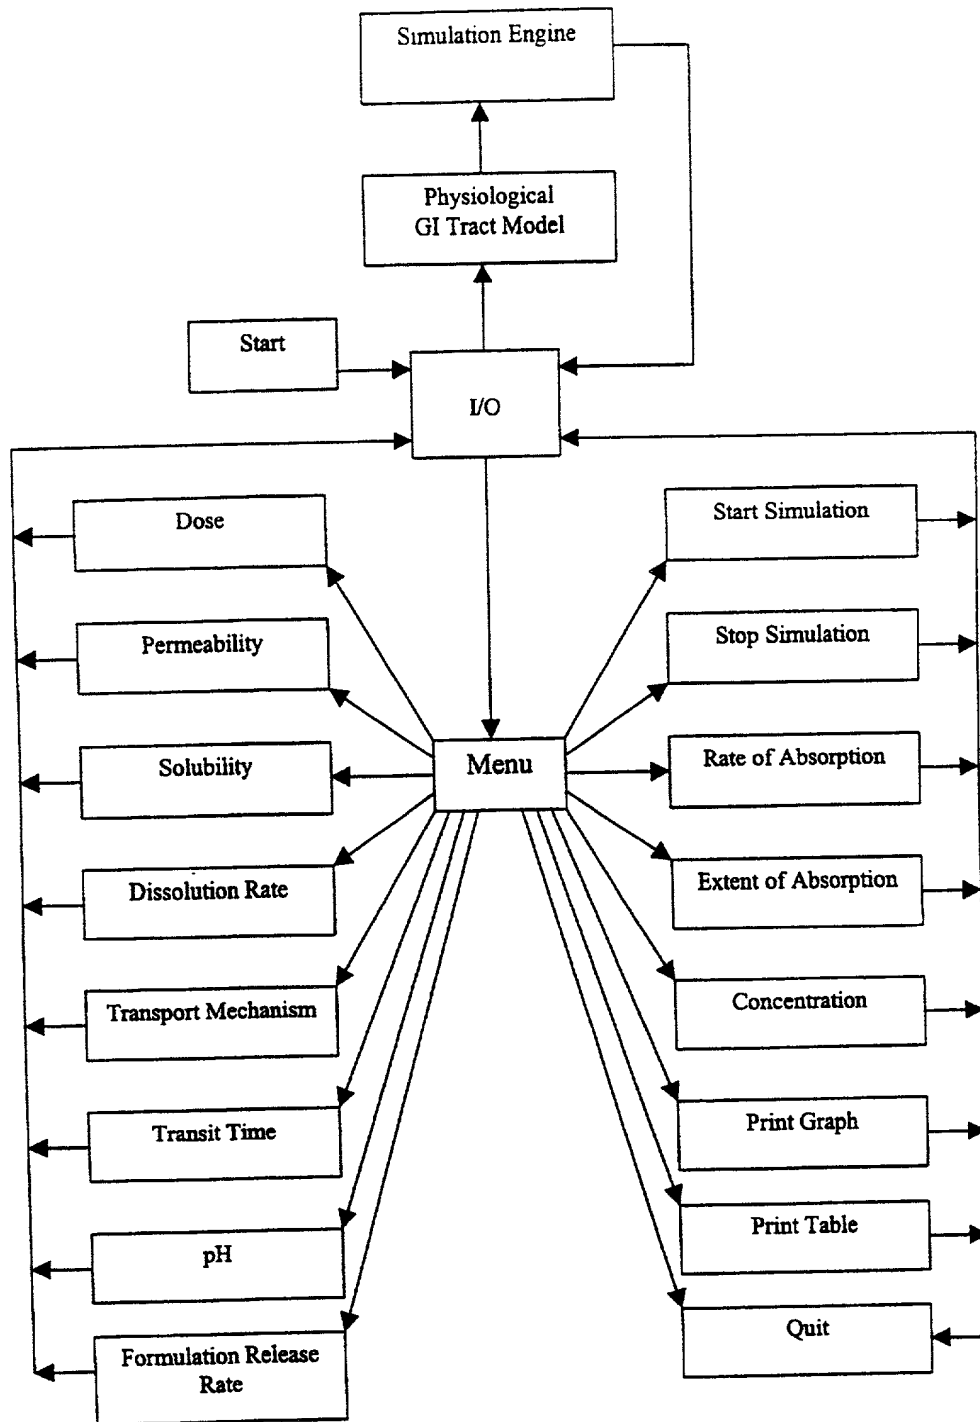 Simulation Engine
Physiological
GI Tract Model
Start
I/O
Dose
Start Simulation
Permeability
Stop Simulation
Solubility
Menu
Rate of Absorption
Dissolution Rate
Extent of Absorption
Transport Mechanism
Concentration
Transit Time
Print Graph
pH
Print Table
Formulation Release
Rate
Quit